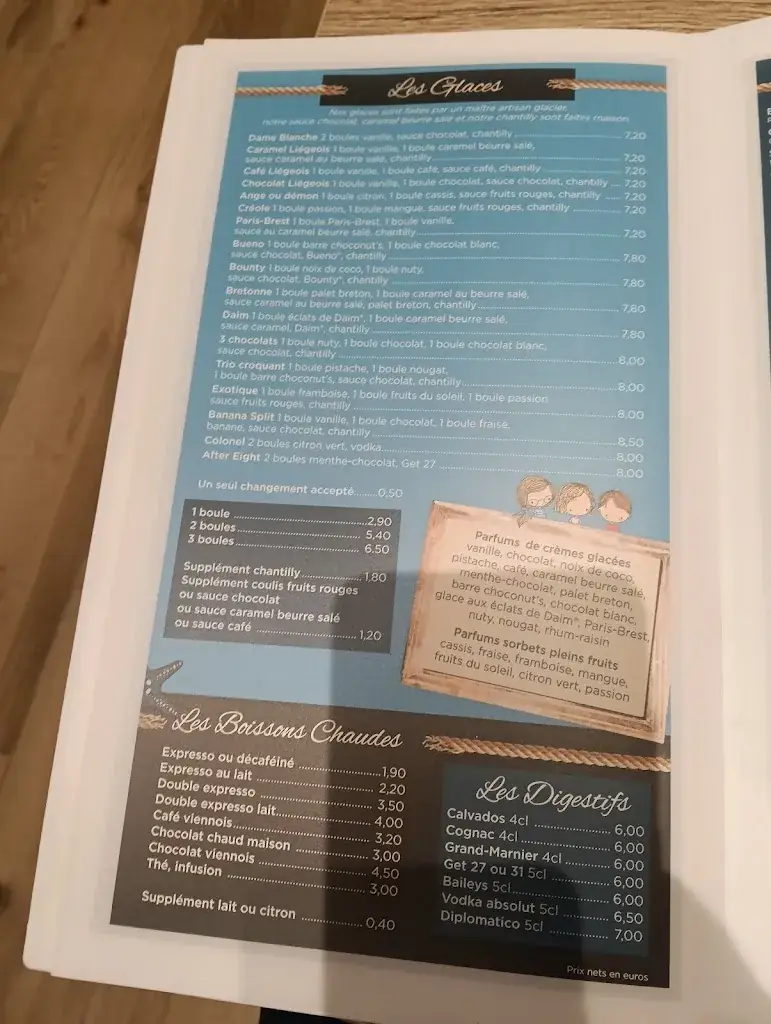 Les Glaces
Nos glaces sont faites par un maître artisan glacier,
notre sauce chocolat, caramel beurre salé et notre chantilly sont faites maison.
Dame Blanche 2 boules vanille, sauce chocolat, chantilly ..... 7,20
Caramel Liégeois 1 boule vanille, 1 boule caramel beurre salé,
sauce caramel au beurre salé, chantilly ..... 7,20
Café Liégeois 1 boule vanille, 1 boule café, sauce café, chantilly ..... 7,20
Chocolat Liégeois 1 boule vanille, 1 boule chocolat, sauce chocolat, chantilly .... 7,20
Ange ou démon 1 boule citron, 1 boule cassis, sauce fruits rouges, chantilly ..... 7,20
Créole 1 boule passion, 1 boule mangue, sauce fruits rouges, chantilly ..... 7,20
Paris-Brest 1 boule Paris-Brest, 1 boule vanille,
sauce au caramel beurre salé, chantilly ..... 7,20
Bueno 1 boule barre choconut's, 1 boule chocolat blanc,
sauce chocolat, Bueno®, chantilly ..... 7,80
Bounty 1 boule noix de coco, 1 boule nuty,
sauce chocolat, Bounty®, chantilly ..... 7,80
Bretonne 1 boule palet breton, 1 boule caramel au beurre salé,
sauce caramel au beurre salé, palet breton, chantilly ..... 7,80
Daim 1 boule éclats de Daim®, 1 boule caramel beurre salé,
sauce caramel, Daim®, chantilly ..... 7,80
3 chocolats 1 boule nuty, 1 boule chocolat, 1 boule chocolat blanc,
sauce chocolat, chantilly ..... 8,00
Trio croquant 1 boule pistache, 1 boule nougat,
1 boule barre choconut's, sauce chocolat, chantilly ..... 8,00
Exotique 1 boule framboise, 1 boule fruits du soleil, 1 boule passion
sauce fruits rouges, chantilly ..... 8,00
Banana Split 1 boule vanille, 1 boule chocolat, 1 boule fraise,
banane, sauce chocolat, chantilly ..... 8,50
Colonel 2 boules citron vert, vodka ..... 8,00
After Eight 2 boules menthe-chocolat, Get 27 ..... 8,00
Un seul changement accepté ..... 0,50
1 boule ..... 2,90
2 boules ..... 5,40
3 boules ..... 6,50
Supplément chantilly ..... 1,80
Supplément coulis fruits rouges
ou sauce chocolat
ou sauce caramel beurre salé
ou sauce café ..... 1,20
Parfums de crèmes glacées
vanille, chocolat, noix de coco,
pistache, café, caramel beurre salé,
menthe-chocolat, palet breton,
barre choconut's, chocolat blanc,
glace aux éclats de Daim®, Paris-Brest,
nuty, nougat, rhum-raisin
Parfums sorbets pleins fruits
cassis, fraise, framboise, mangue,
fruits du soleil, citron vert, passion
Les Boissons Chaudes
Expresso ou décaféiné ..... 1,90
Expresso au lait ..... 2,20
Double expresso ..... 3,50
Double expresso lait ..... 4,00
Café viennois ..... 3,20
Chocolat chaud maison ..... 3,00
Chocolat viennois ..... 4,50
Thé, infusion ..... 3,00
Supplément lait ou citron ..... 0,40
Les Digestifs
Calvados 4cl ..... 6,00
Cognac 4cl ..... 6,00
Grand-Marnier 4cl ..... 6,00
Get 27 ou 31 5cl ..... 6,00
Baileys 5cl ..... 6,00
Vodka absolut 5cl ..... 6,50
Diplomatico 5cl ..... 7,00
Prix nets en euros